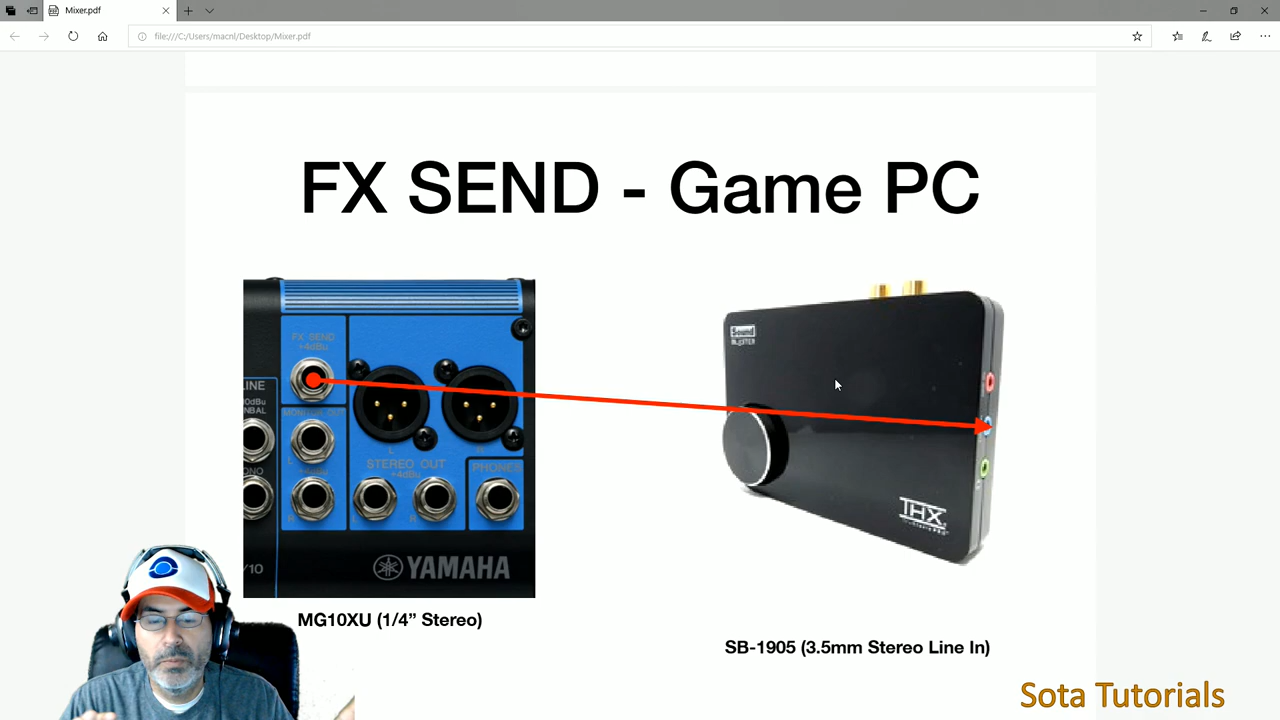 Mixer.pdf
file:///C:/Users/macnl/Desktop/Mixer.pdf
FX SEND - Game PC
FX SEND
+4dBu
LINE
MONITOR OUT
L
R
STEREO OUT
+4dBu
PHONES
+4dBu
L
R
R
/10
YAMAHA
Sound
BLASTER
THX
MG10XU (1/4” Stereo)
SB-1905 (3.5mm Stereo Line In)
Sota Tutorials